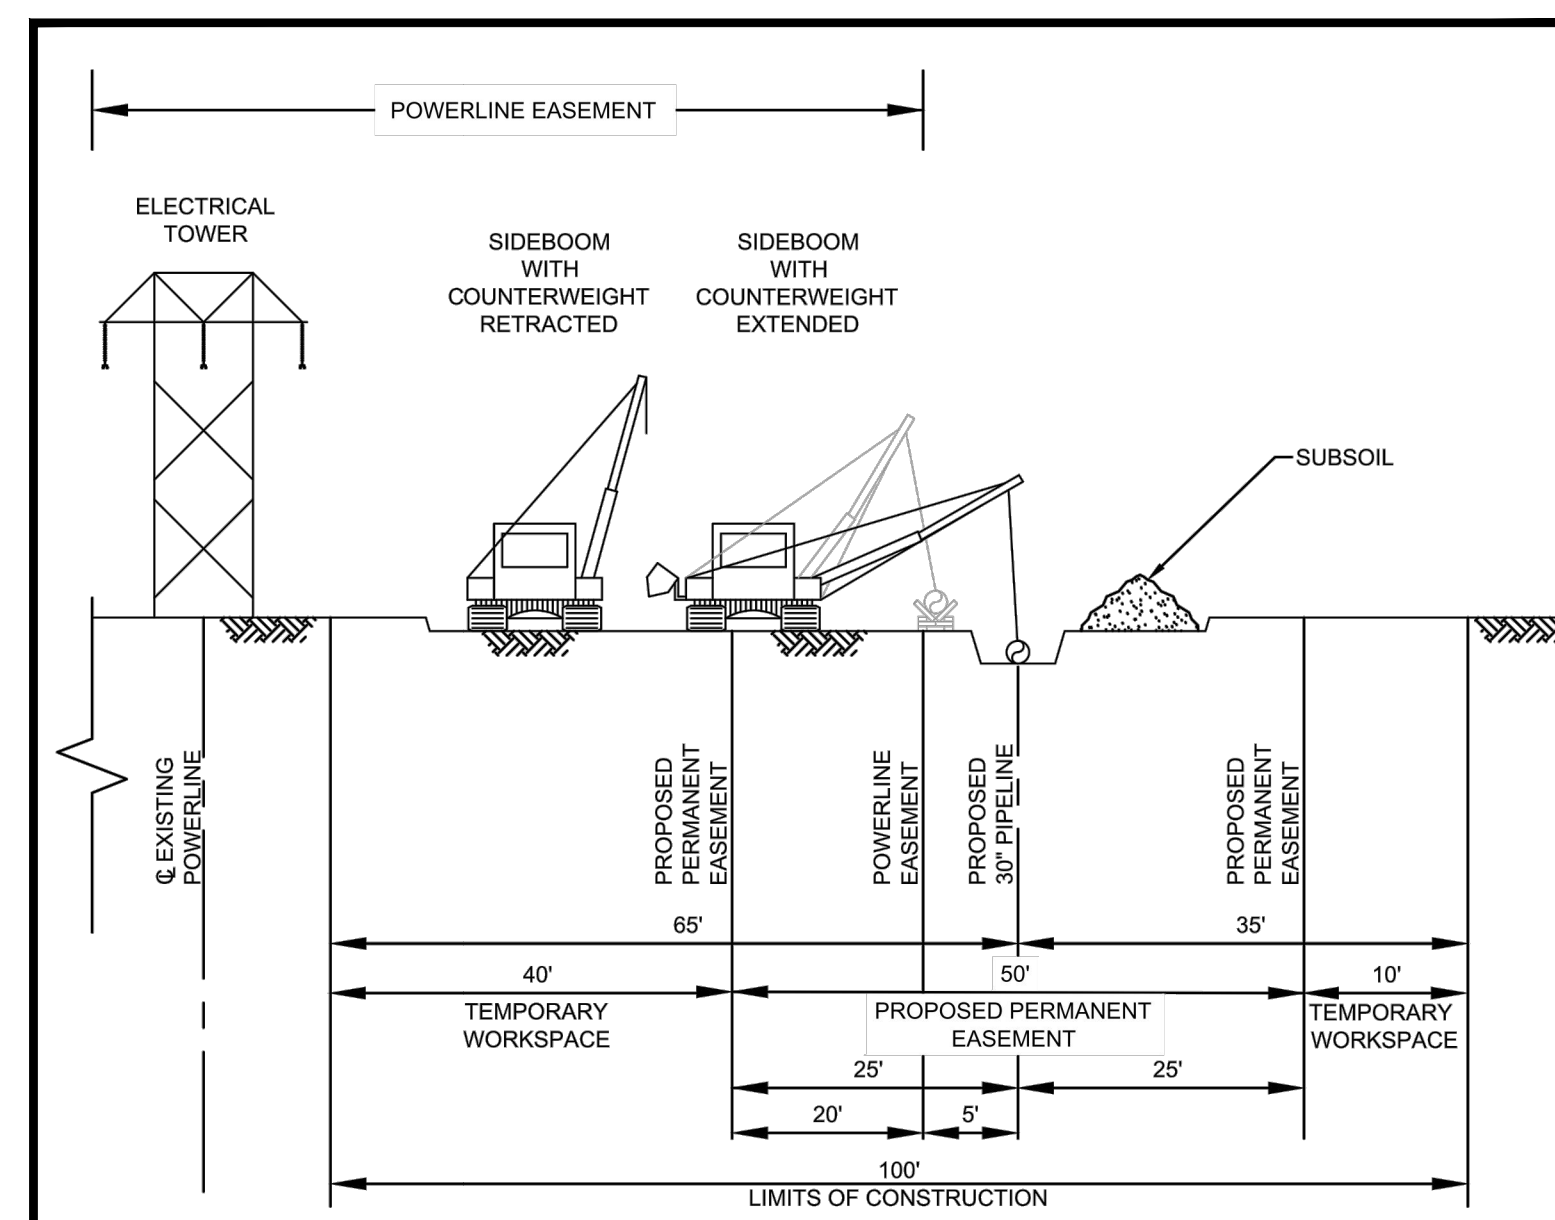 POWERLINE EASEMENT
ELECTRICAL
TOWER
SIDEBOOM
WITH
COUNTERWEIGHT
RETRACTED
SIDEBOOM
WITH
COUNTERWEIGHT
EXTENDED
SUBSOIL
℄ EXISTING
POWERLINE
PROPOSED
PERMANENT
EASEMENT
POWERLINE
EASEMENT
PROPOSED
30" PIPELINE
PROPOSED
PERMANENT
EASEMENT
65'
35'
40'
TEMPORARY
WORKSPACE
50'
PROPOSED PERMANENT
EASEMENT
10'
TEMPORARY
WORKSPACE
25'
25'
20'
5'
100'
LIMITS OF CONSTRUCTION